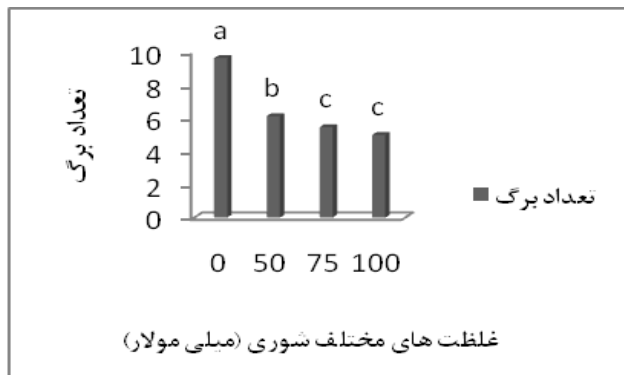 a
10
b
8
c
c
6
4
2
0
تعداد برگ
تعداد برگ
0 50 75 100
غلظت های مختلف شوری (میلی مولار)